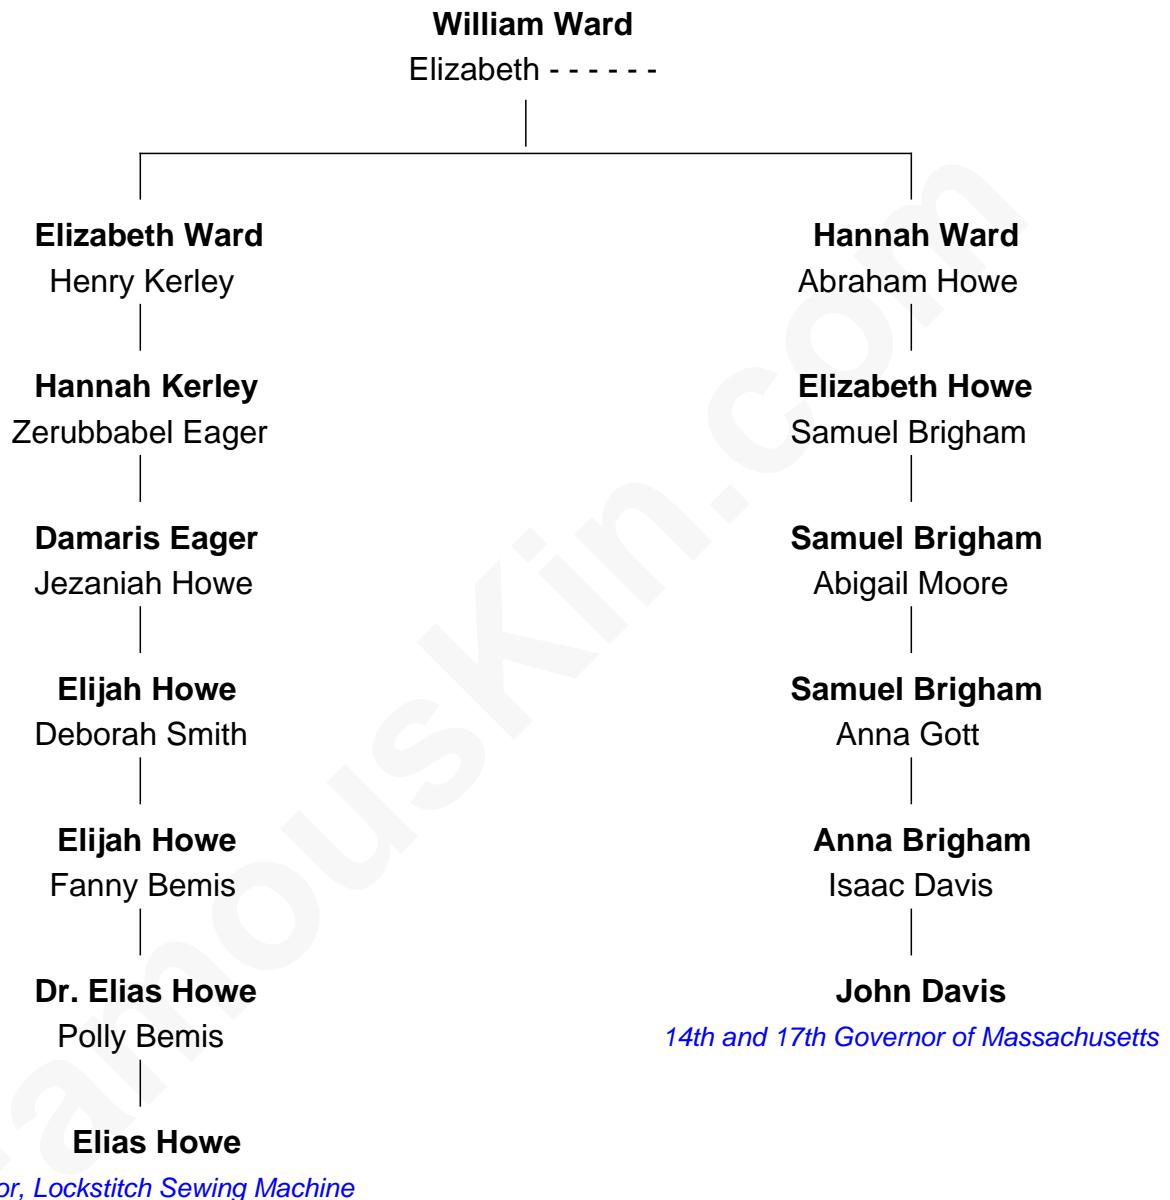 William Ward
Elizabeth - - - - - -
Elizabeth Ward
Henry Kerley
Hannah Ward
Abraham Howe
Hannah Kerley
Zerubbabel Eager
Elizabeth Howe
Samuel Brigham
Damaris Eager
Jezaniah Howe
Samuel Brigham
Abigail Moore
Elijah Howe
Deborah Smith
Samuel Brigham
Anna Gott
Elijah Howe
Fanny Bemis
Anna Brigham
Isaac Davis
Dr. Elias Howe
Polly Bemis
John Davis
14th and 17th Governor of Massachusetts
Elias Howe
or, Lockstitch Sewing Machine
amousKin.com